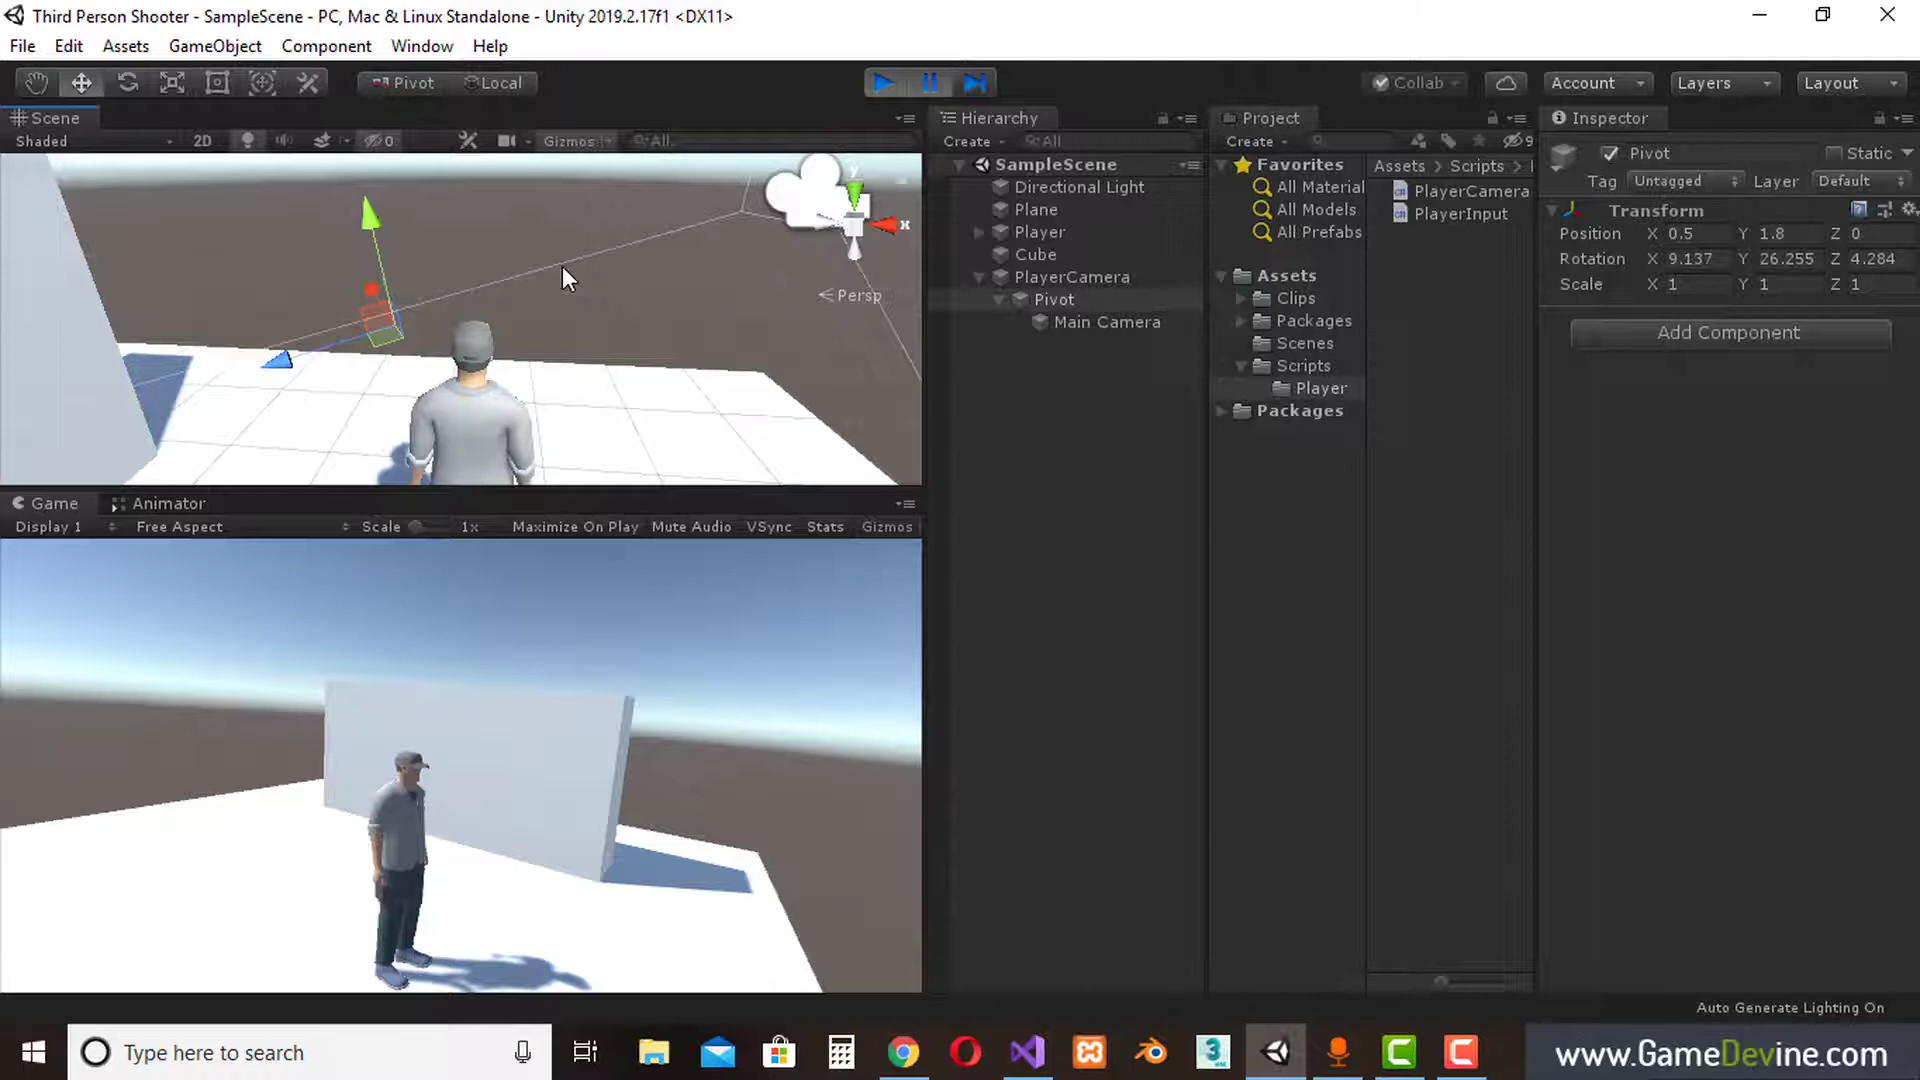 Third Person Shooter - SampleScene - PC, Mac & Linux Standalone - Unity 2019.2.17f1 <DX11>
File Edit Assets GameObject Component Window Help
Pivot Local Collab Account Layers Layout
Scene
Shaded 2D 0 Gizmos All
y
x
Persp
Game Animator
Display 1 Free Aspect Scale 1x Maximize On Play Mute Audio VSync Stats Gizmos
Hierarchy
Create All
SampleScene
Directional Light
Plane
Player
Cube
PlayerCamera
Pivot
Main Camera
Project
Create 9
Favorites
All Material
All Models
All Prefabs
Assets
Clips
Packages
Scenes
Scripts
Player
Packages
Assets > Scripts >
PlayerCamera
PlayerInput
Inspector
Pivot Static
Tag Untagged Layer Default
Transform
Position X 0.5 Y 1.8 Z 0
Rotation X 9.137 Y 26.255 Z 4.284
Scale X 1 Y 1 Z 1
Add Component
Auto Generate Lighting On
Type here to search
3
www.GameDevine.com